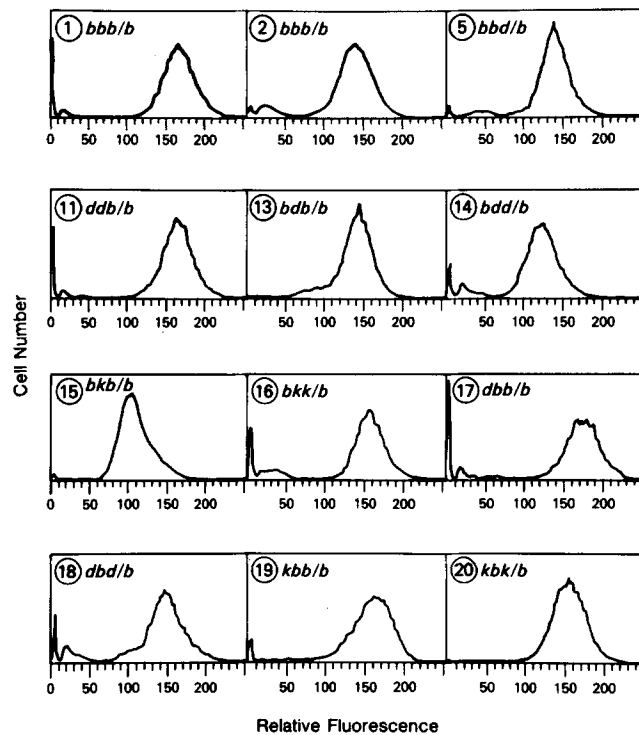 1 bbb/b 2 bbb/b 5 bbd/b
0 50 100 150 200 50 100 150 200 50 100 150 200
11 ddb/b 13 bdb/b 14 bdd/b
0 50 100 150 200 50 100 150 200 50 100 150 200
Cell Number
15 bkb/b 16 bkk/b 17 dbb/b
0 50 100 150 200 50 100 150 200 50 100 150 200
18 dbd/b 19 kbb/b 20 kbk/b
0 50 100 150 200 50 100 150 200 50 100 150 200
Relative Fluorescence